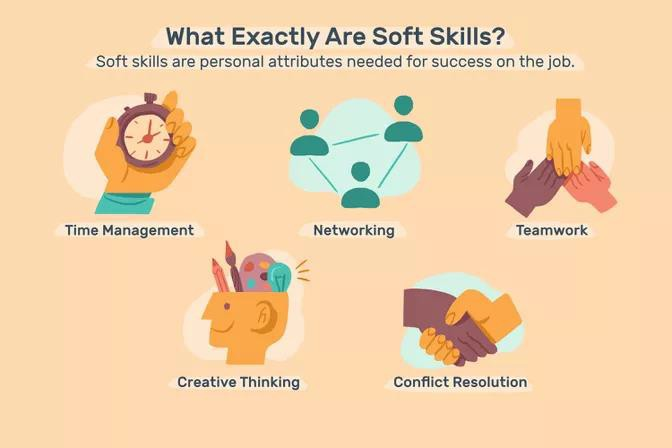 What Exactly Are Soft Skills?
Soft skills are personal attributes needed for success on the job.
Time Management
Networking
Teamwork
Creative Thinking
Conflict Resolution